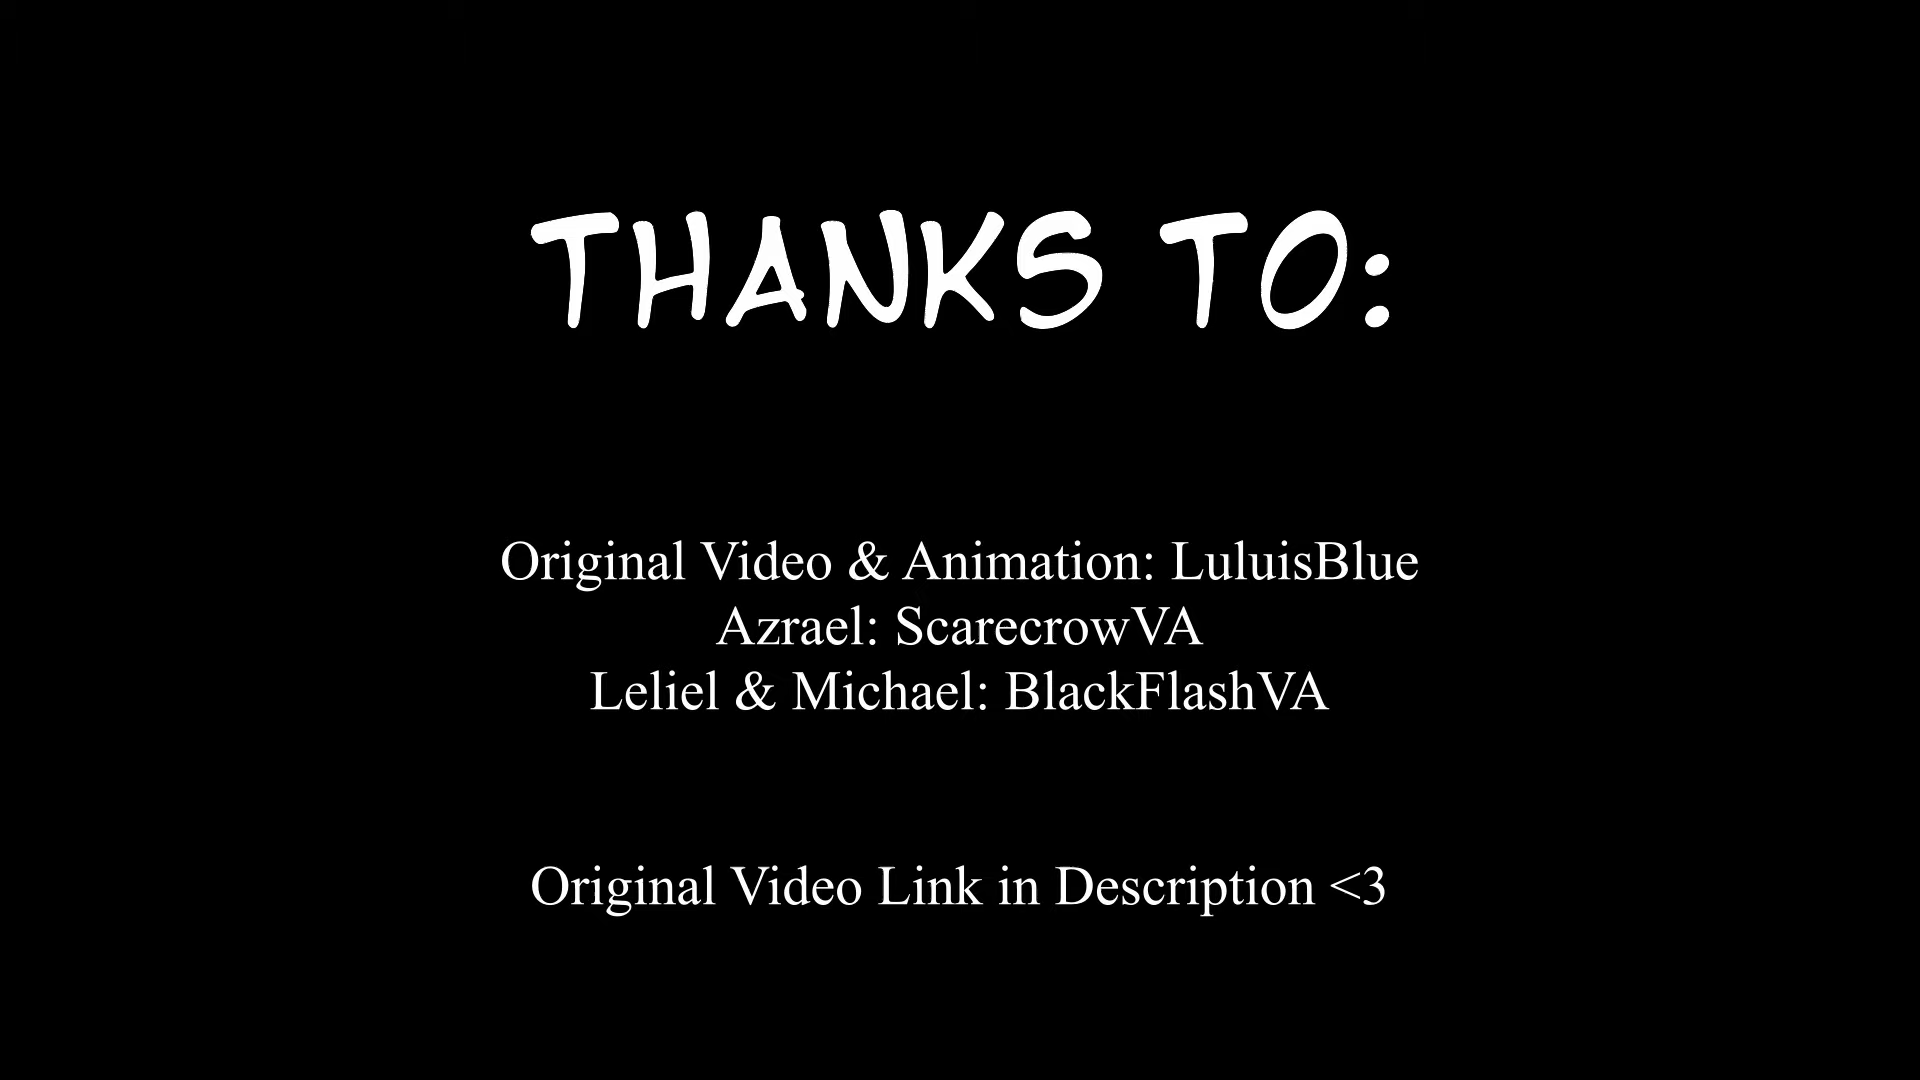 THANKS TO:
Original Video & Animation: LuluisBlue
Azrael: ScarecrowVA
Leliel & Michael: BlackFlashVA
Original Video Link in Description <3